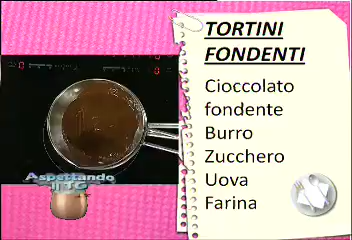 TORTINI
FONDENTI
Cioccolato
fondente
Burro
Zucchero
Uova
Farina
Aspettando
il TG